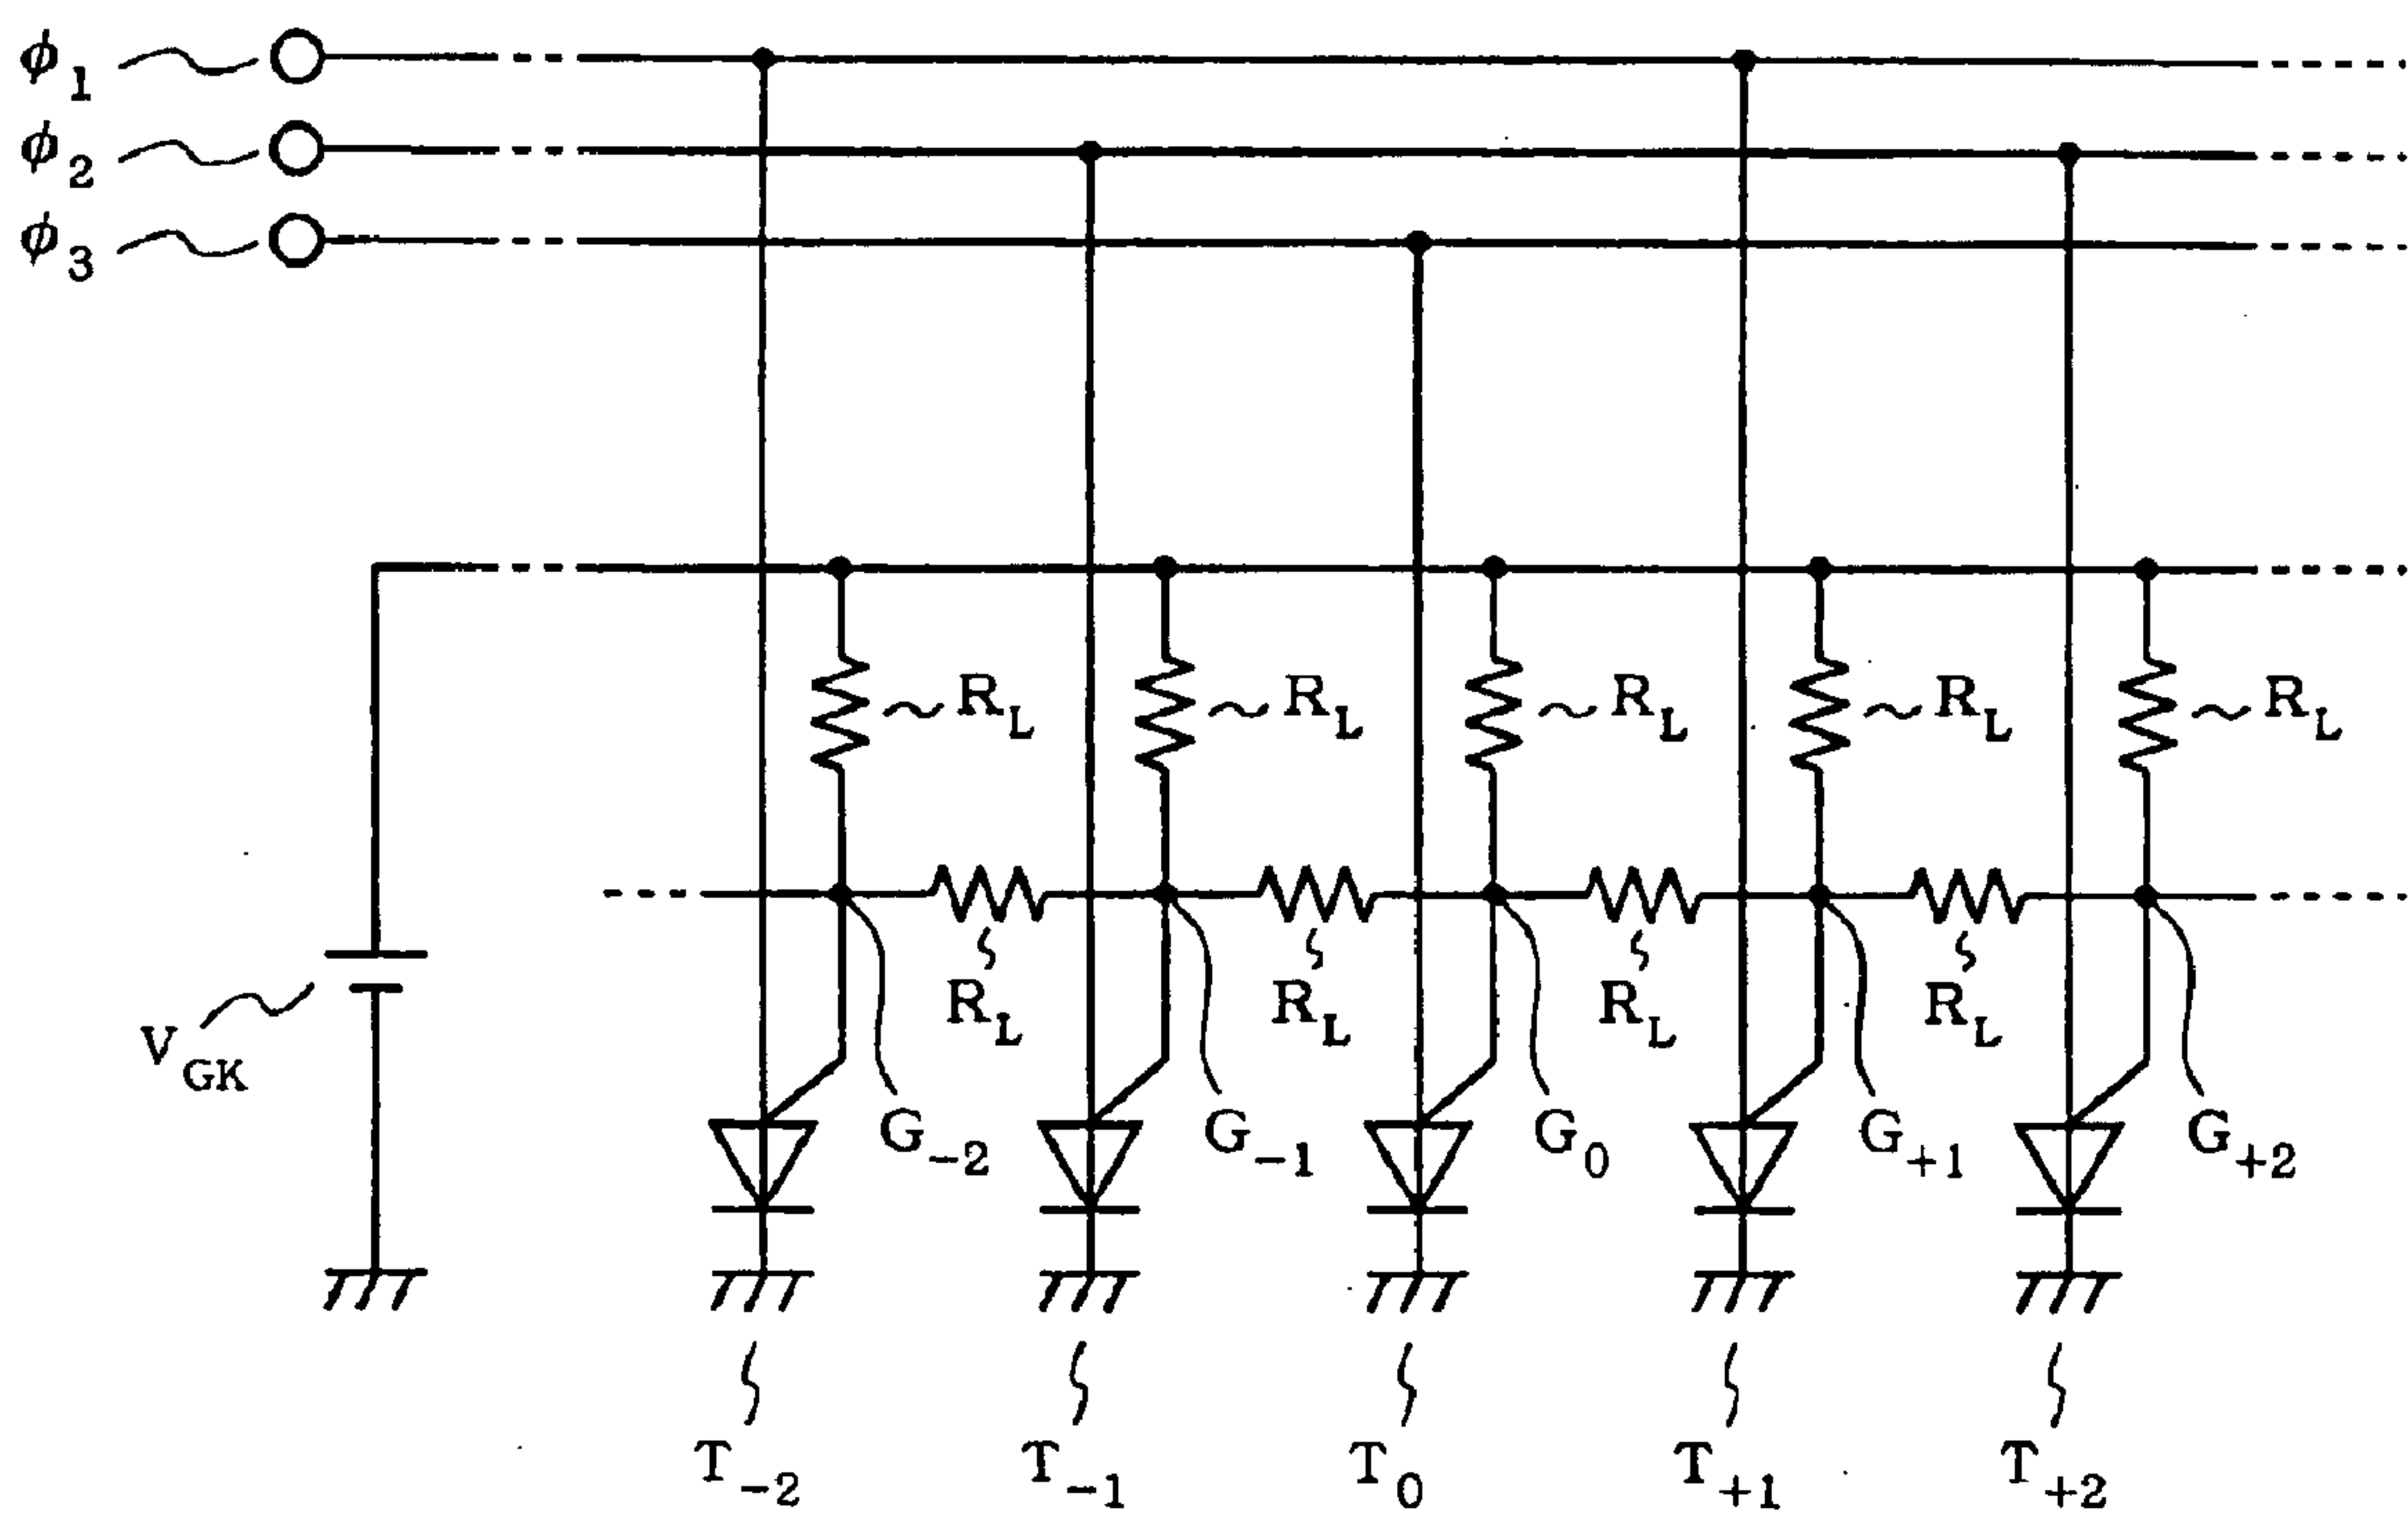 ϕ1
ϕ2
ϕ3
RL RL RL RL RL
RL RL RL RL
VGK
G-2 G-1 G0 G+1 G+2
T-2 T-1 T0 T+1 T+2